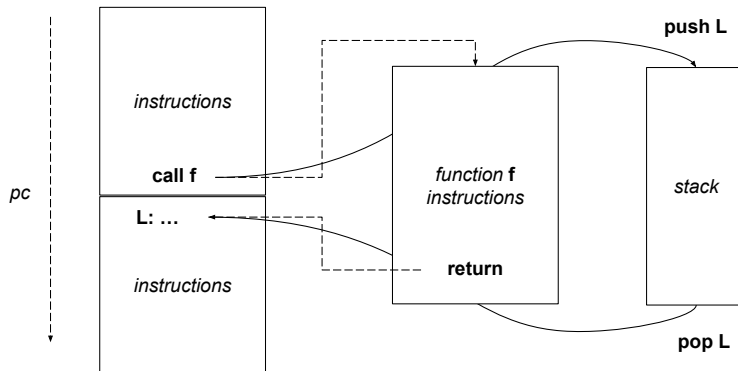 push L
instructions
call f
function f
instructions
stack
pc
L: …
return
instructions
pop L